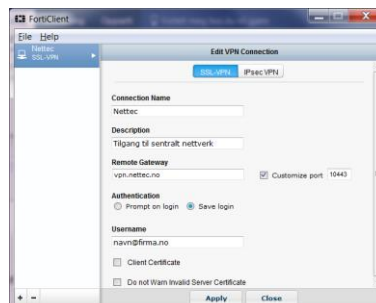 FortiClient
File Help
Nettec
SSL-VPN
Edit VPN Connection
SSL-VPN IPsec VPN
Connection Name
Nettec
Description
Tilgang til sentralt nettverk
Remote Gateway
vpn.nettec.no
Customize port 10443
Authentication
Prompt on login Save login
Username
navn@firma.no
Client Certificate
Do not Warn Invalid Server Certificate
Apply Close